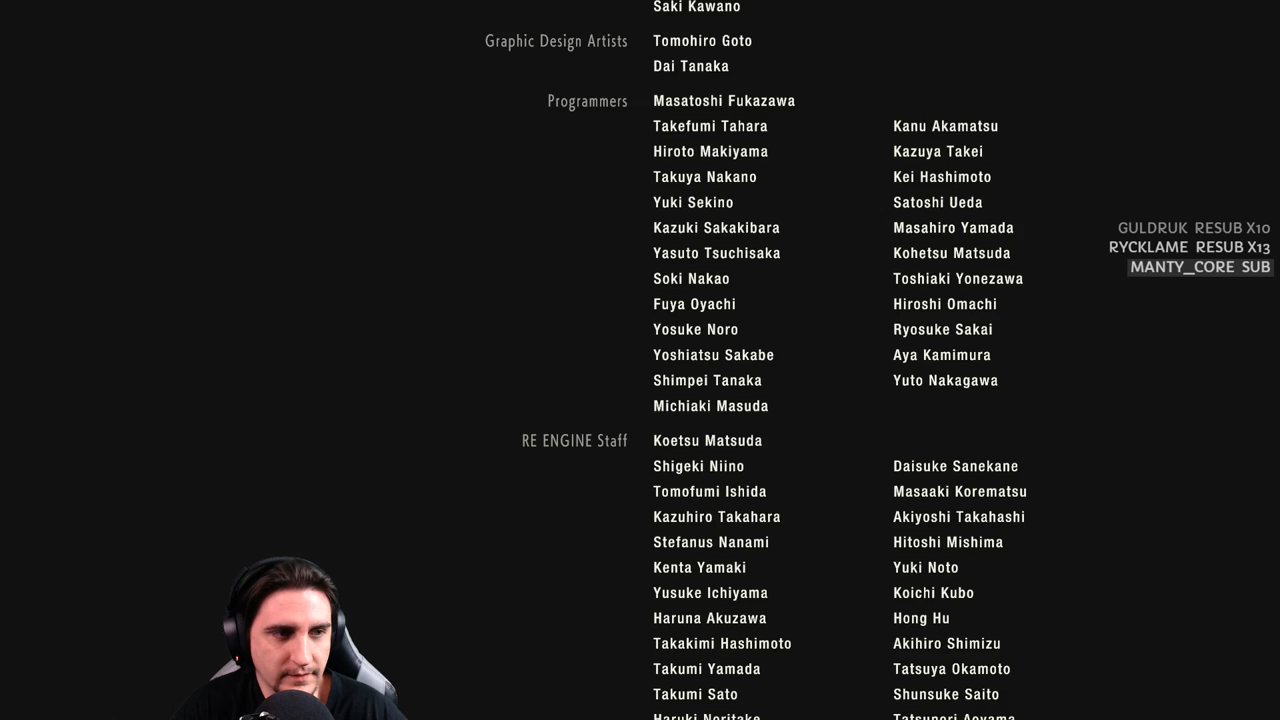 Saki Kawano
Graphic Design Artists Tomohiro Goto
Dai Tanaka
Programmers Masatoshi Fukazawa
Takefumi Tahara Kanu Akamatsu
Hiroto Makiyama Kazuya Takei
Takuya Nakano Kei Hashimoto
Yuki Sekino Satoshi Ueda
Kazuki Sakakibara Masahiro Yamada
Yasuto Tsuchisaka Kohetsu Matsuda
Soki Nakao Toshiaki Yonezawa
Fuya Oyachi Hiroshi Omachi
Yosuke Noro Ryosuke Sakai
Yoshiatsu Sakabe Aya Kamimura
Shimpei Tanaka Yuto Nakagawa
Michiaki Masuda
RE ENGINE Staff Koetsu Matsuda
Shigeki Niino Daisuke Sanekane
Tomofumi Ishida Masaaki Korematsu
Kazuhiro Takahara Akiyoshi Takahashi
Stefanus Nanami Hitoshi Mishima
Kenta Yamaki Yuki Noto
Yusuke Ichiyama Koichi Kubo
Haruna Akuzawa Hong Hu
Takakimi Hashimoto Akihiro Shimizu
Takumi Yamada Tatsuya Okamoto
Takumi Sato Shunsuke Saito
Haruki Noritake Tatsunori Aoyama
GULDRUK RESUB X10
RYCKLAME RESUB X13
MANTY_CORE SUB